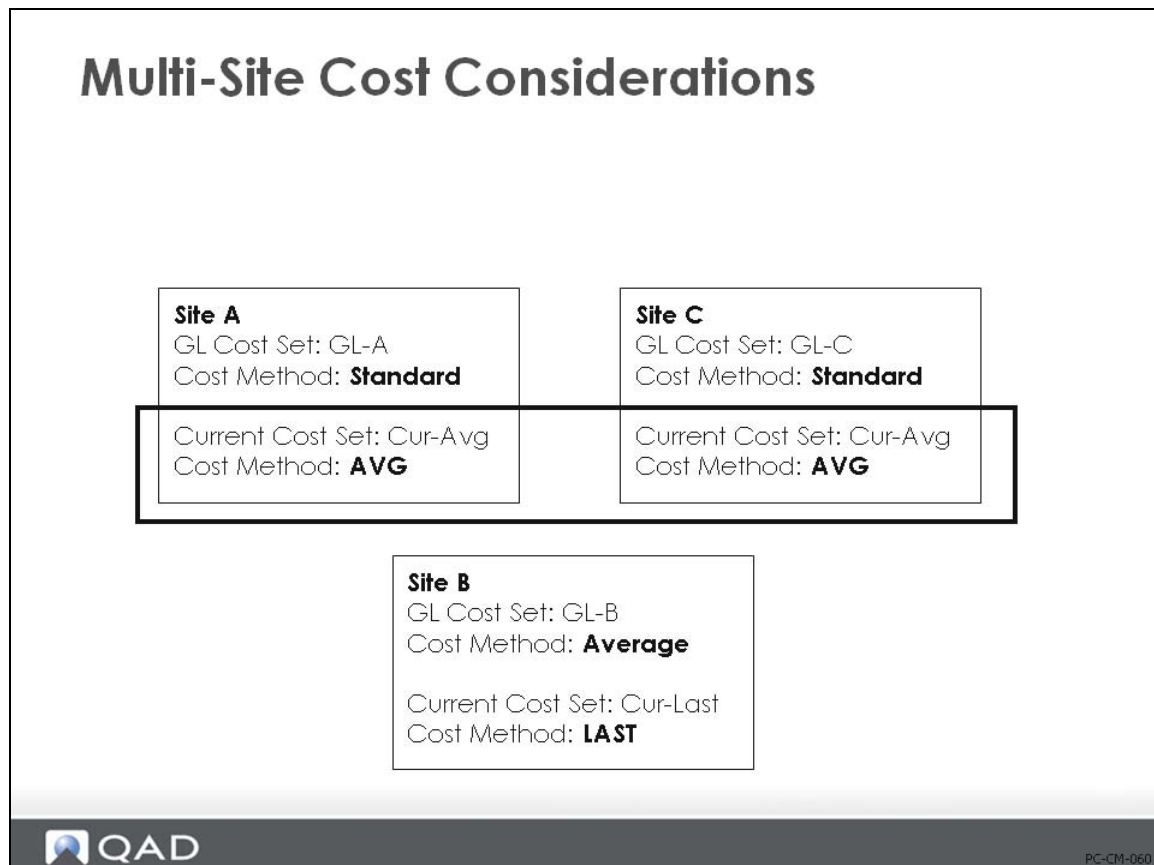 Multi-Site Cost Considerations
Site A
GL Cost Set: GL-A
Cost Method: Standard
Current Cost Set: Cur-Avg
Cost Method: AVG
Site C
GL Cost Set: GL-C
Cost Method: Standard
Current Cost Set: Cur-Avg
Cost Method: AVG
Site B
GL Cost Set: GL-B
Cost Method: Average
Current Cost Set: Cur-Last
Cost Method: LAST
QAD
PC-CM-060